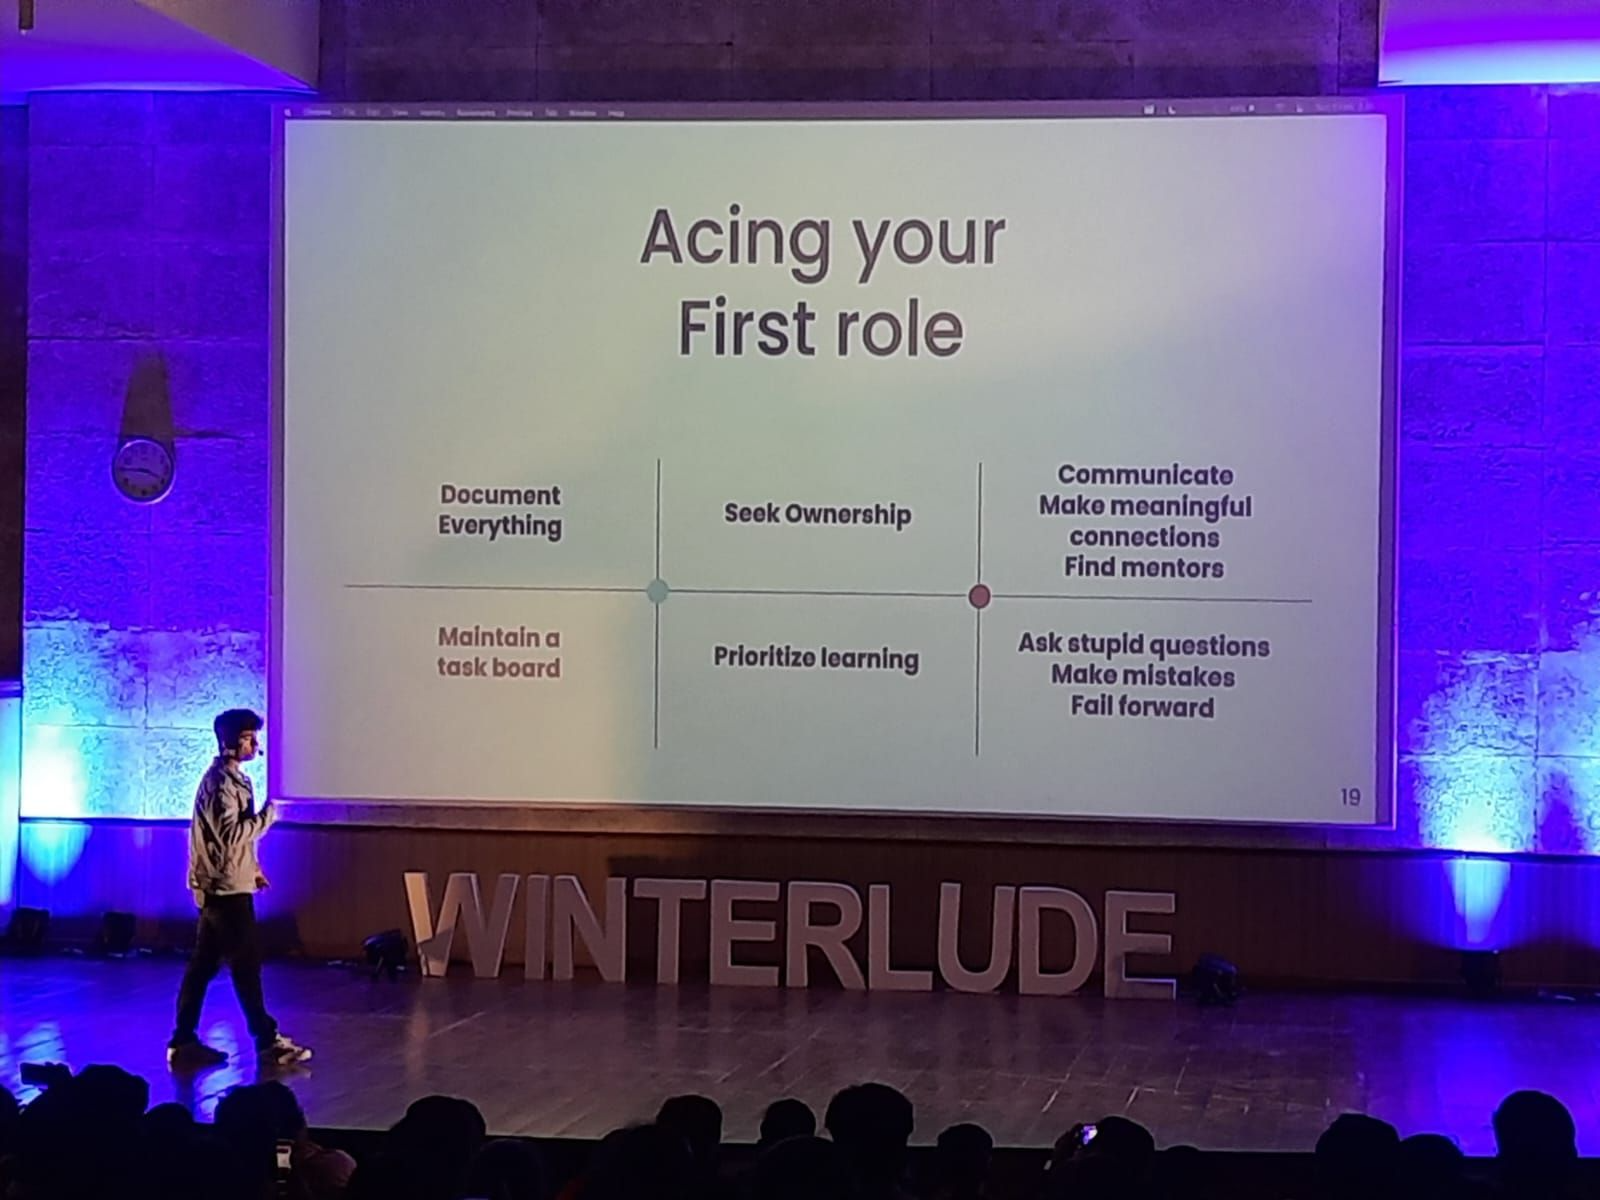 Acing your
First role
Document
Everything
Seek Ownership
Communicate
Make meaningful
connections
Find mentors
Maintain a
task board
Prioritize learning
Ask stupid questions
Make mistakes
Fail forward
19
WINTERLUDE